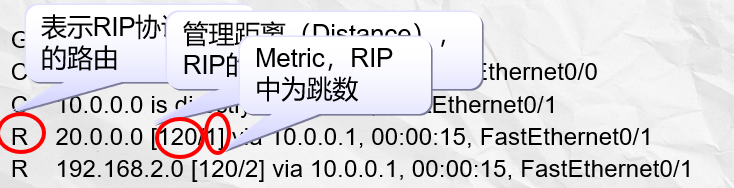 表示RIP协议
的路由
管理距离（Distance），
RIP的
Metric，RIP
中为跳数
C Ethernet0/0
10.0.0.0 is Ethernet0/1
R 20.0.0.0 [120/1] via 10.0.0.1, 00:00:15, FastEthernet0/1
R 192.168.2.0 [120/2] via 10.0.0.1, 00:00:15, FastEthernet0/1